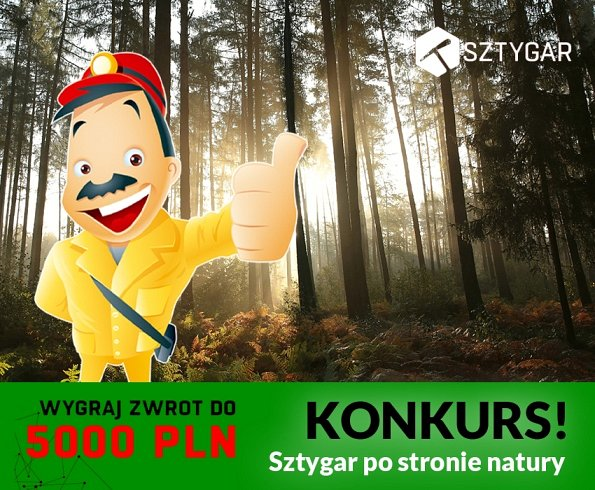 SZTYGAR
WYGRAJ ZWROT DO
5000 PLN
KONKURS!
Sztygar po stronie natury